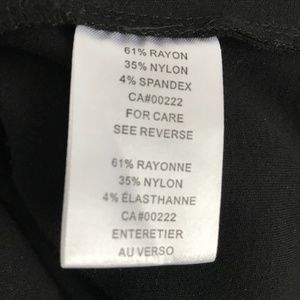 61% RAYON
35% NYLON
4% SPANDEX
CA#00222
FOR CARE
SEE REVERSE
61% RAYONNE
35% NYLON
4% ÉLASTHANNE
CA#00222
ENTERETIER
AU VERSO